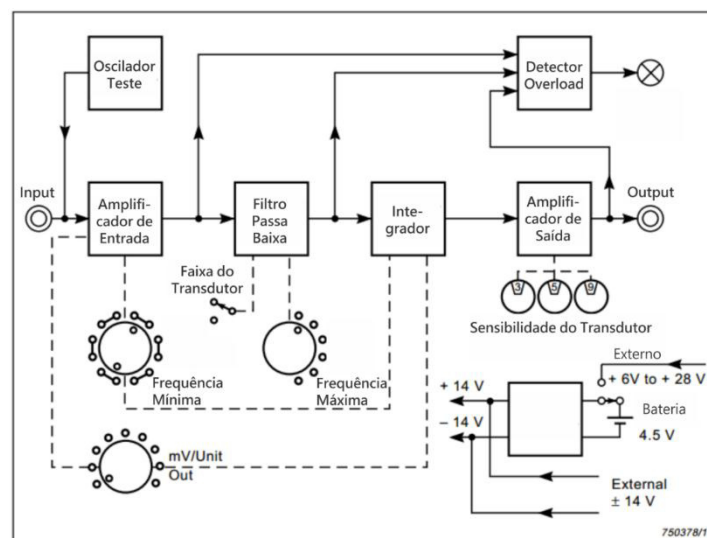 Oscilador
Teste
Detector
Overload
Input
Amplifi-
cador de
Entrada
Filtro
Passa
Baixa
Inte-
grador
Amplifi-
cador de
Saída
Output
Faixa do
Transdutor
3 5 9
Sensibilidade do Transdutor
Frequência
Mínima
Frequência
Máxima
Externo
+ 6V to + 28 V
+ 14 V
Bateria
– 14 V
4.5 V
mV/Unit
Out
External
± 14 V
750378/1